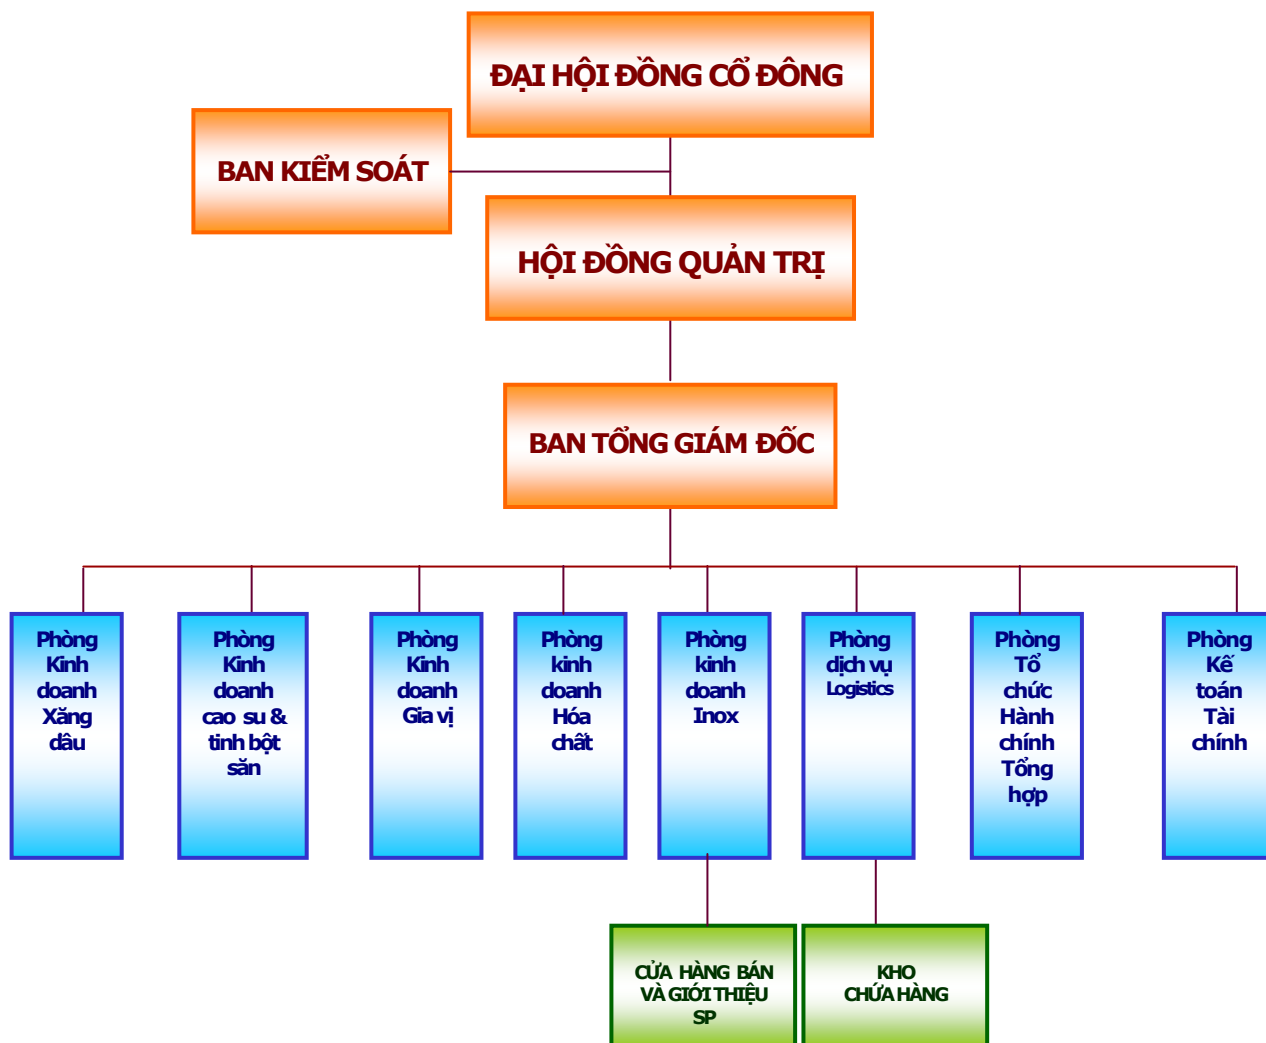 ĐẠI HỘI ĐỒNG CỔ ĐÔNG
BAN KIỂM SOÁT
HỘI ĐỒNG QUẢN TRỊ
BAN TỔNG GIÁM ĐỐC
Phòng
Kinh
doanh
Xăng
dầu
Phòng
Kinh
doanh
cao su &
tinh bột
sắn
Phòng
Kinh
doanh
Gia vị
Phòng
kinh
doanh
Hóa
chất
Phòng
kinh
doanh
Inox
Phòng
dịch vụ
Logistics
Phòng
Tổ
chức
Hành
chính
Tổng
hợp
Phòng
Kế
toán
Tài
chính
CỬA HÀNG BÁN
VÀ GIỚI THIỆU
SP
KHO
CHỨA HÀNG